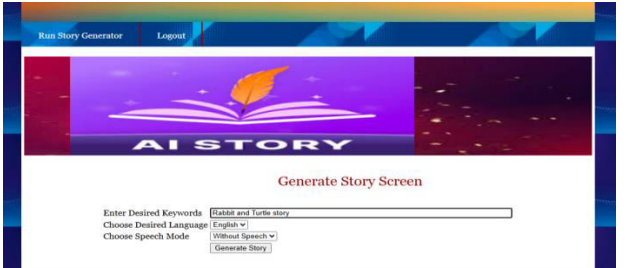 Run Story Generator Logout
AI STORY
Generate Story Screen
Enter Desired Keywords Rabbit and Turtle story
Choose Desired Language English
Choose Speech Mode Without Speech
Generate Story